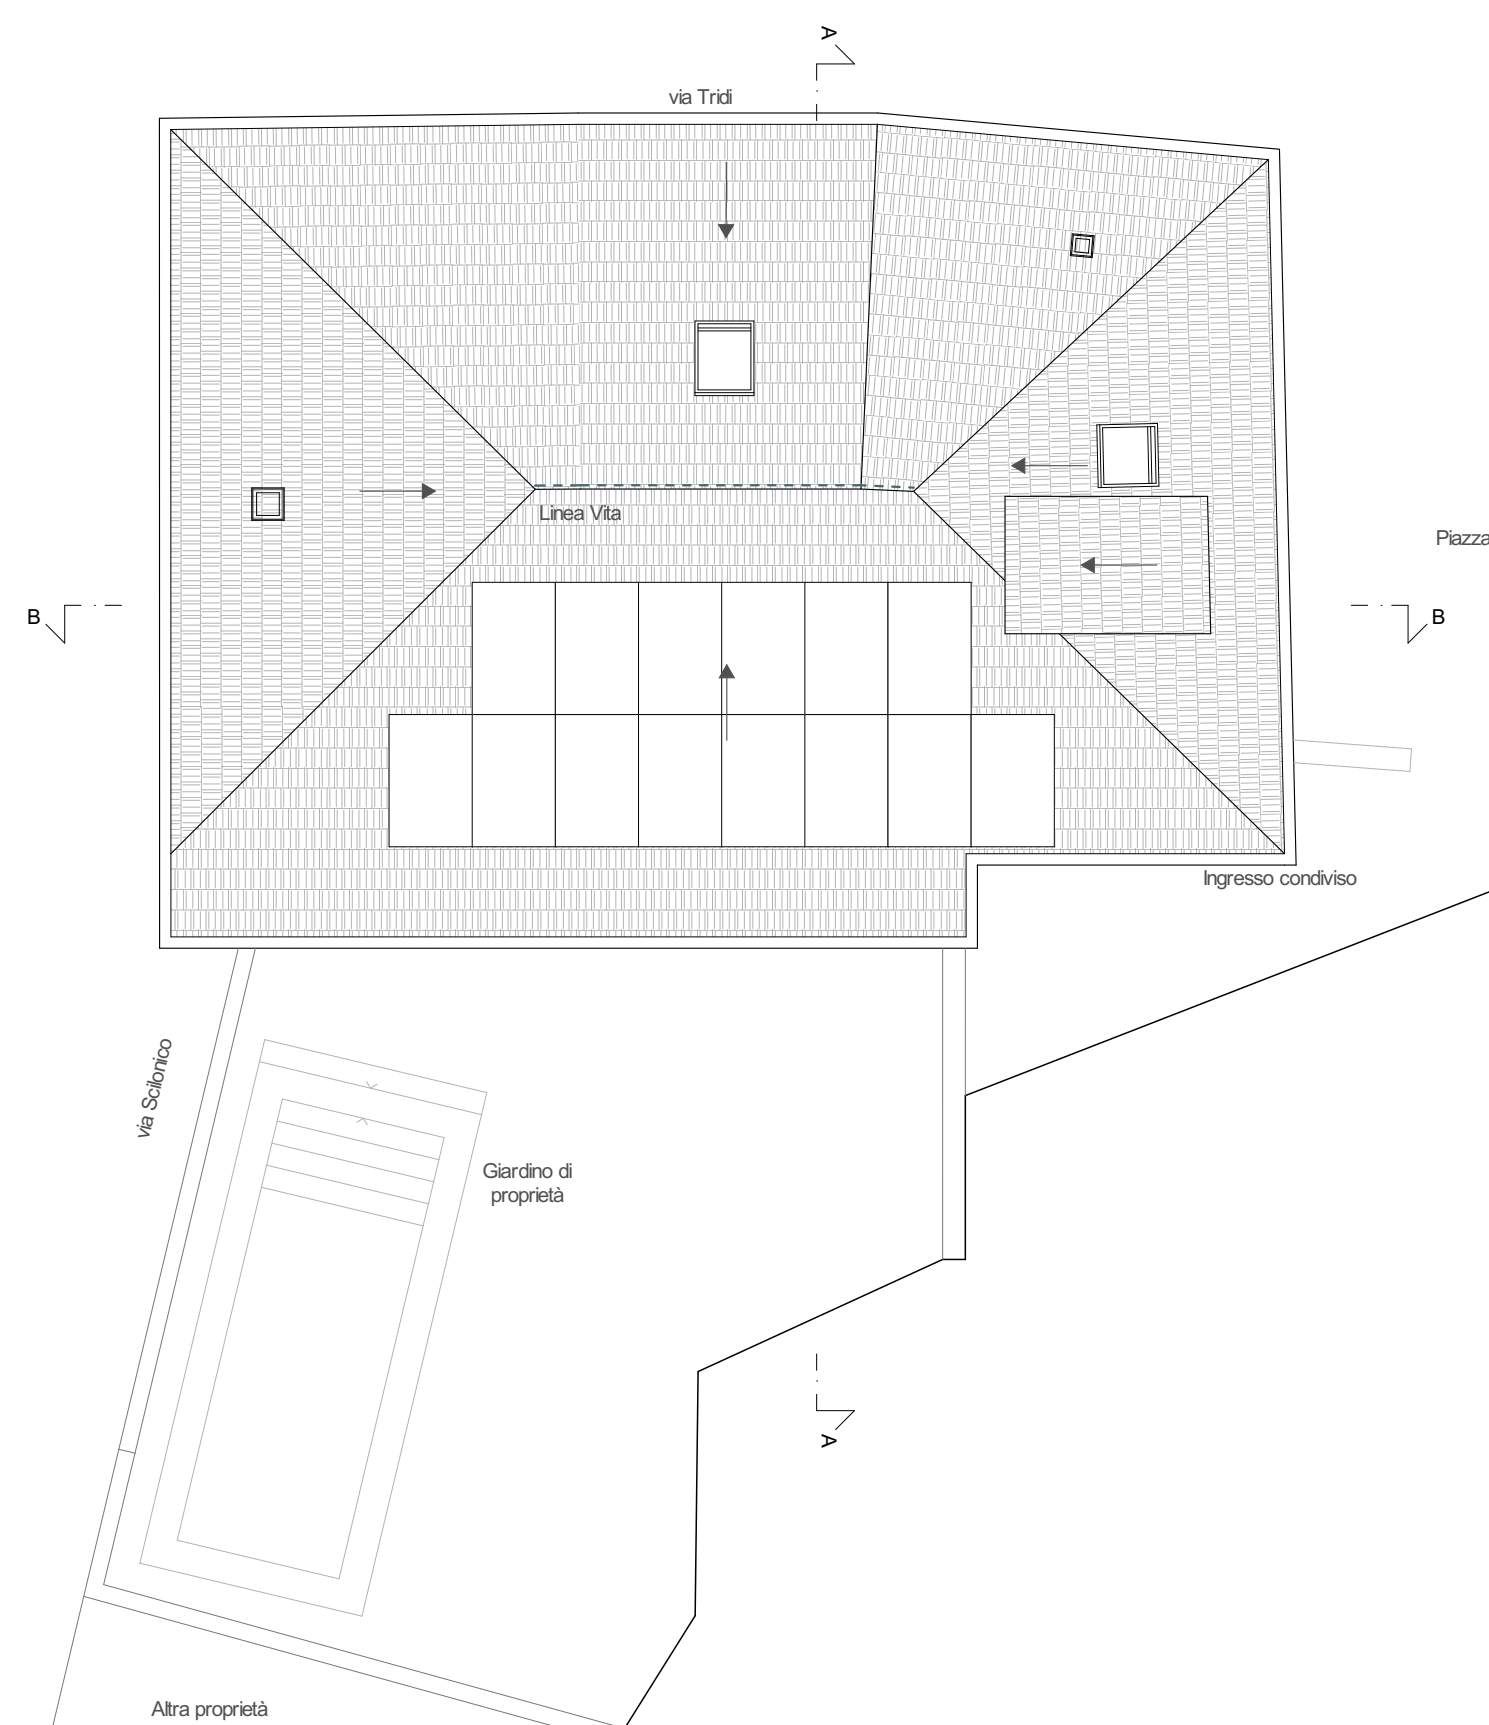 A
via Tridi
Linea Vita
Piazza
B
B
Ingresso condiviso
via Scilonico
Giardino di
proprietà
A
Altra proprietà